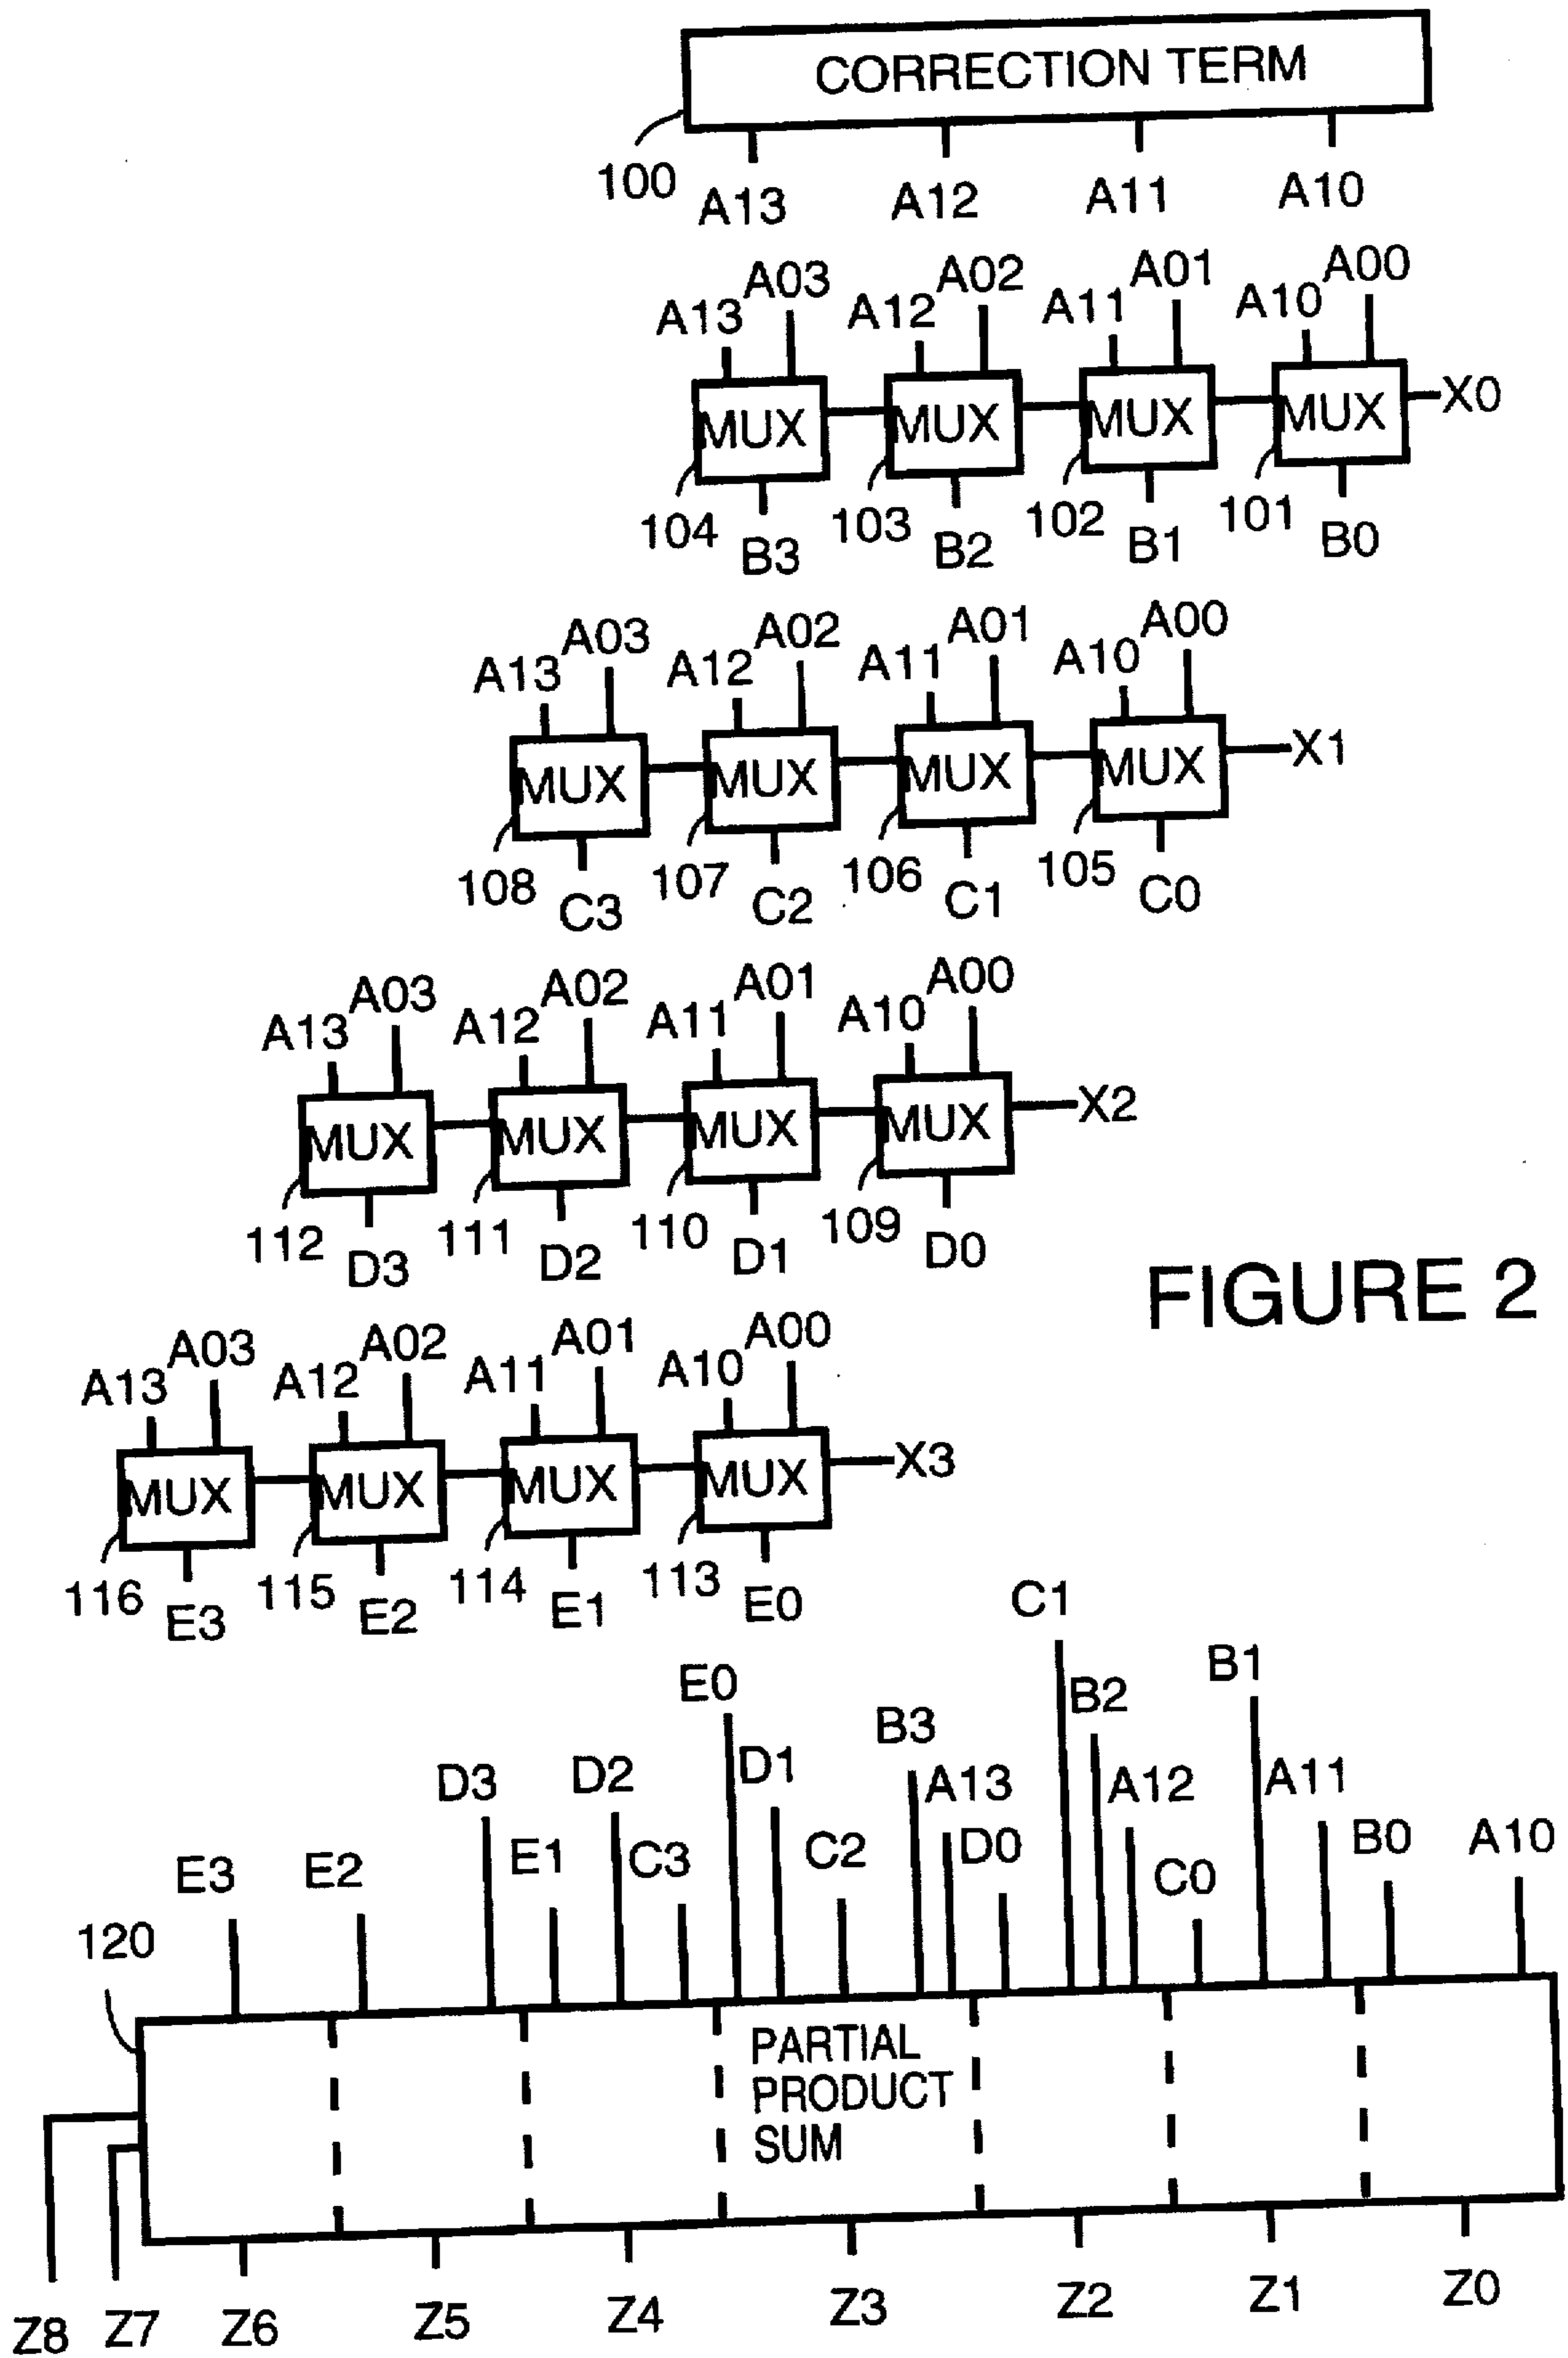 CORRECTION TERM
100
A13 A12 A11 A10
A03 A02 A01 A00
A13 A12 A11 A10
MUX MUX MUX MUX X0
104 103 102 101
B3 B2 B1 B0
A03 A02 A01 A00
A13 A12 A11 A10
MUX MUX MUX MUX X1
108 107 106 105
C3 C2 C1 C0
A03 A02 A01 A00
A13 A12 A11 A10
MUX MUX MUX MUX X2
112 111 110 109
D3 D2 D1 D0
FIGURE 2
A03 A02 A01 A00
A13 A12 A11 A10
MUX MUX MUX MUX X3
116 115 114 113
E3 E2 E1 E0
C1
E0 B2 B1
D3 D2 D1 B3 A13 A12 A11
E3 E2 E1 C3 C2 D0 C0 B0 A10
120
PARTIAL
PRODUCT
SUM
Z8 Z7 Z6 Z5 Z4 Z3 Z2 Z1 Z0